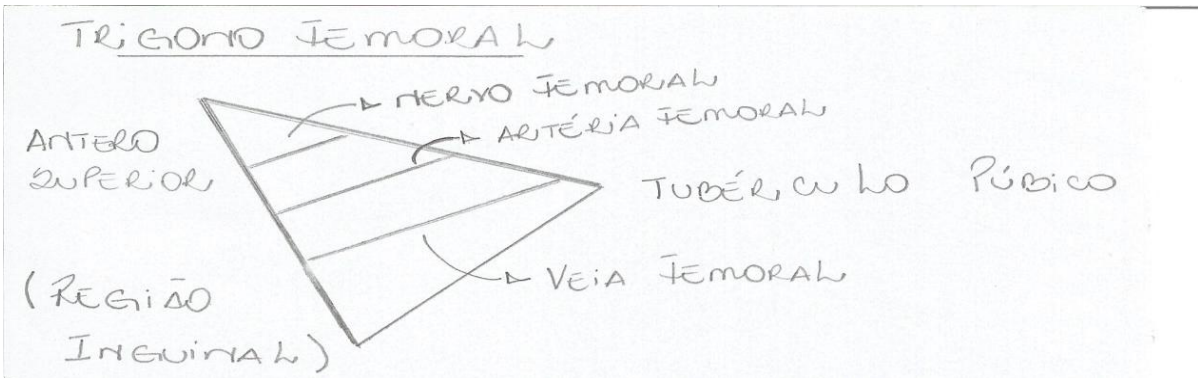 TRIGONO FEMORAL
NERVO FEMORAL
ARTÉRIA FEMORAL
ANTERO
SUPERIOR
TUBÉRCULO PÚBICO
VEIA FEMORAL
(REGIÃO
INGUINAL)